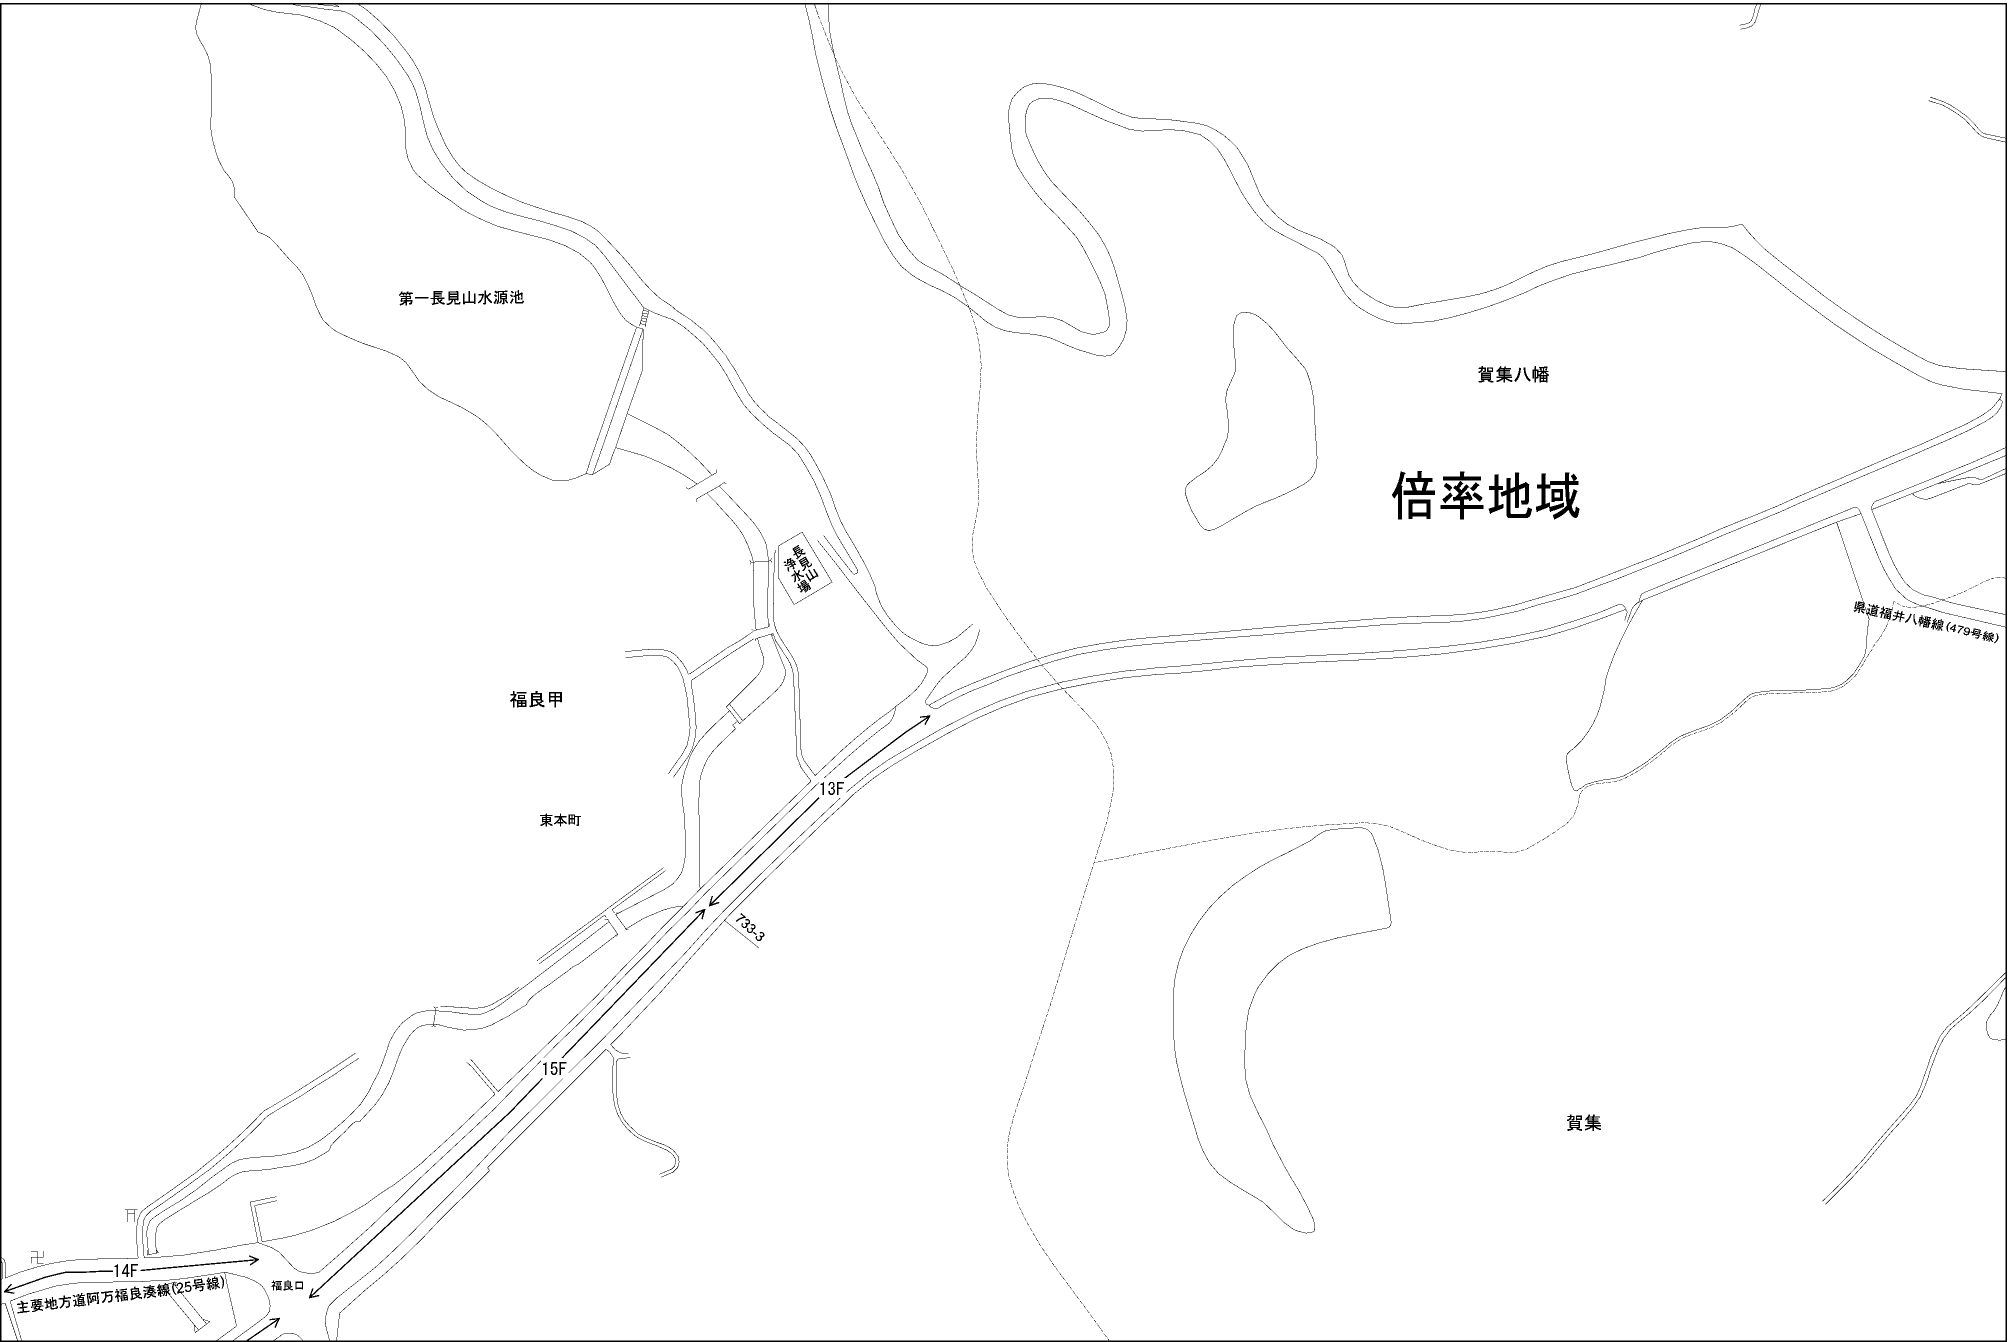 第一長見山水源池
賀集八幡
倍率地域
長見山
浄水場
県道福井八幡線(479号線)
福良甲
13F
東本町
733-3
15F
賀集
14F
福良口
主要地方道阿万福良湊線(25号線)